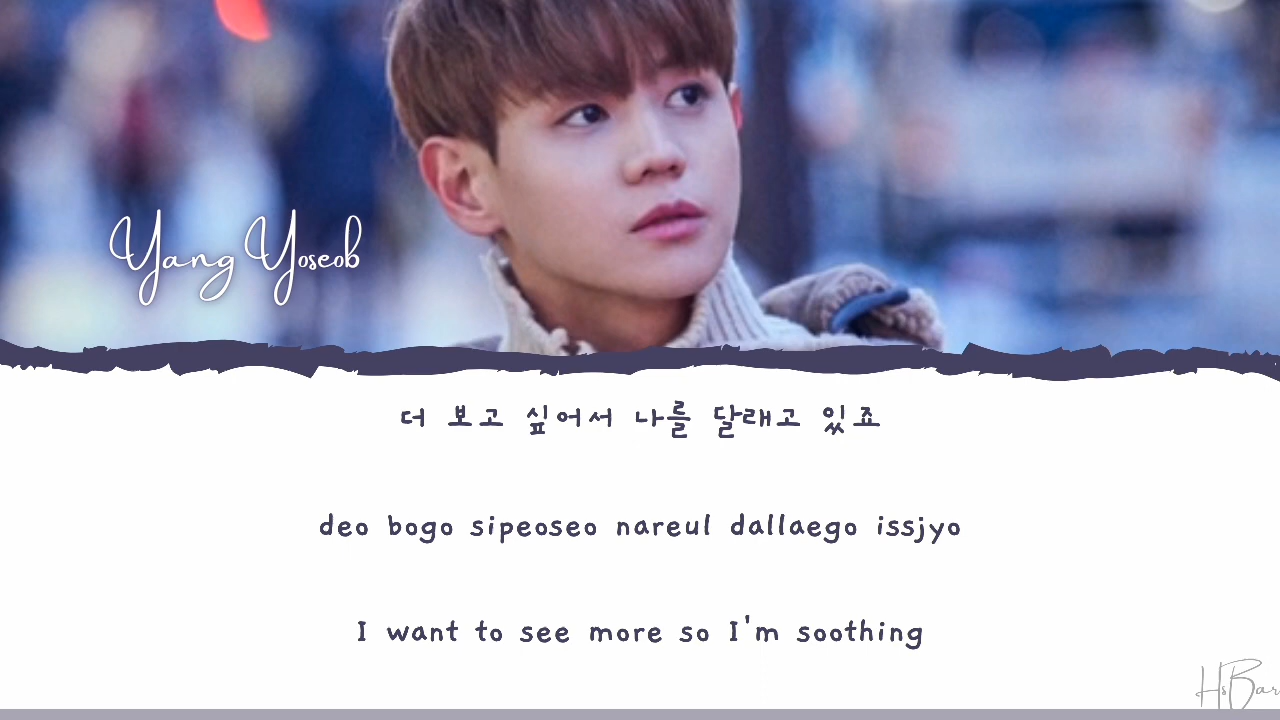 Yang Yoseob
더 보고 싶어서 나를 달래고 있죠
deo bogo sipeoseo nareul dallaego issjyo
I want to see more so I'm soothing